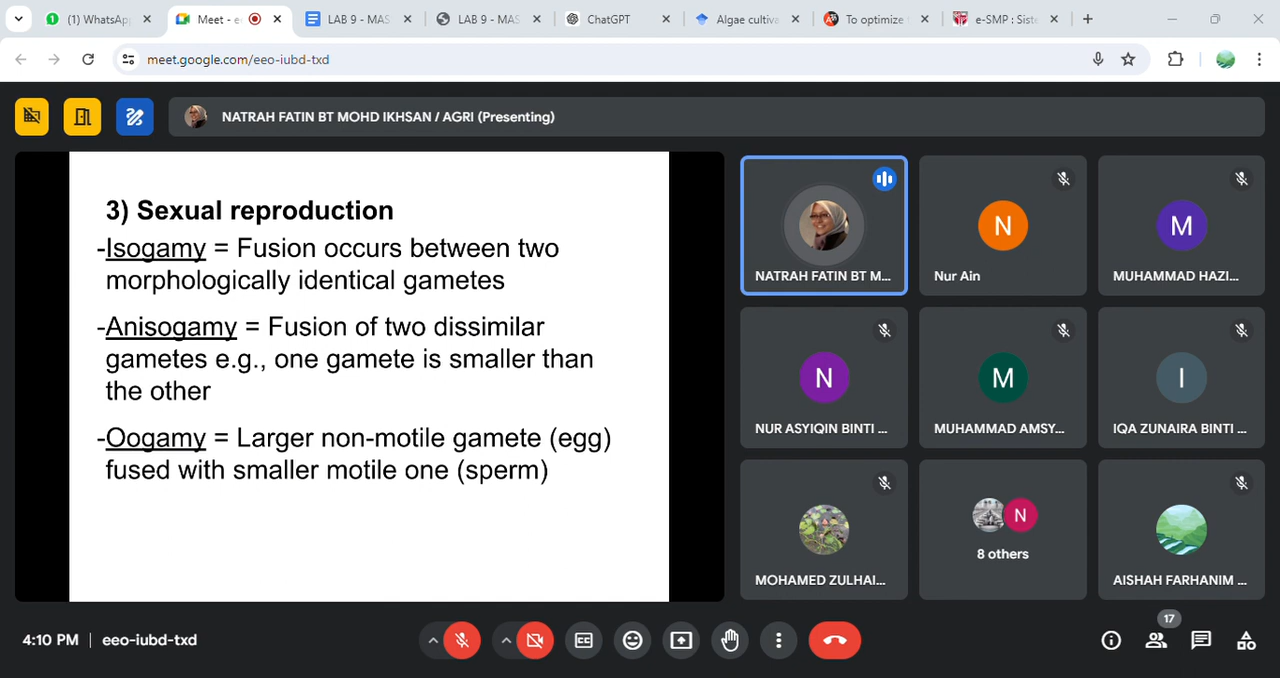 (1) WhatsApp
Meet - ee
LAB 9 - MAS
LAB 9 - MAS
ChatGPT
Algae cultiva
To optimize
e-SMP : Siste
meet.google.com/eeo-iubd-txd
NATRAH FATIN BT MOHD IKHSAN / AGRI (Presenting)
3) Sexual reproduction
-Isogamy = Fusion occurs between two
morphologically identical gametes
-Anisogamy = Fusion of two dissimilar
gametes e.g., one gamete is smaller than
the other
-Oogamy = Larger non-motile gamete (egg)
fused with smaller motile one (sperm)
NATRAH FATIN BT M...
N
Nur Ain
M
MUHAMMAD HAZI...
N
NUR ASYIQIN BINTI ...
M
MUHAMMAD AMSY...
I
IQA ZUNAIRA BINTI ...
MOHAMED ZULHAI...
N
8 others
AISHAH FARHANIM ...
4:10 PM | eeo-iubd-txd
17